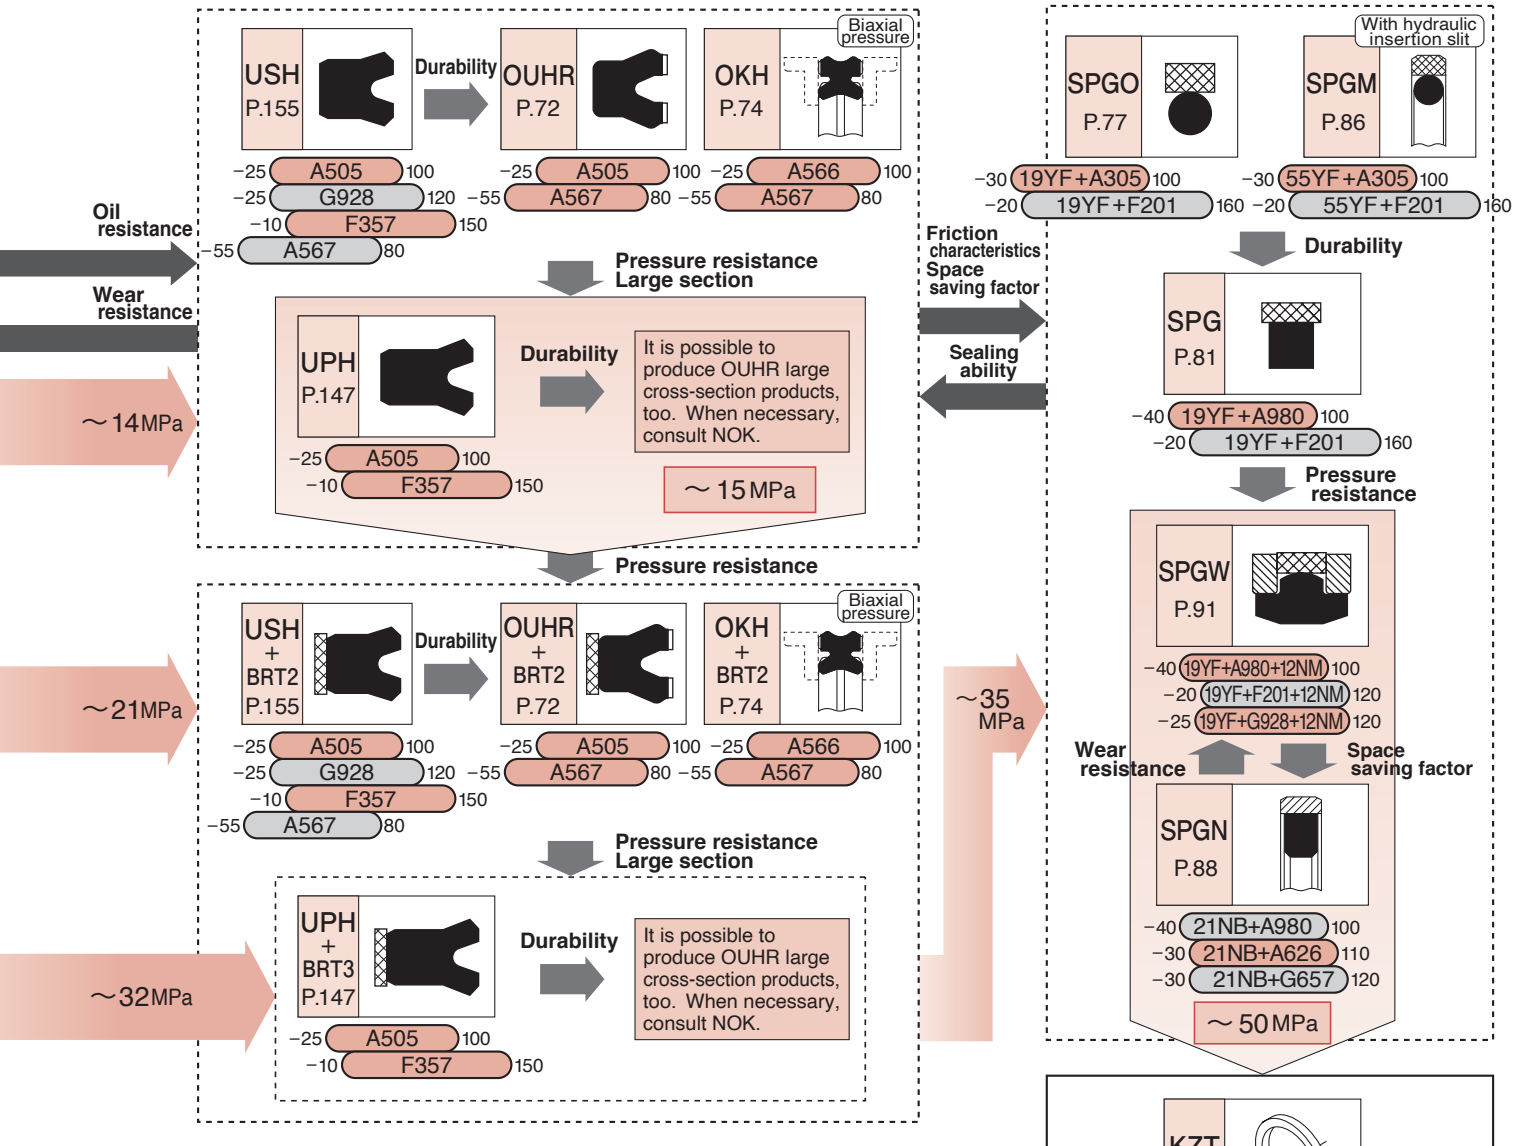 Biaxial
pressure
USH
P.155
Durability
OUHR
P.72
OKH
P.74
−25 A505 100
−25 G928 120
−10 F357 150
−55 A567 80
−25 A505 100
−55 A567 80
−25 A566 100
−55 A567 80
Oil
resistance
Wear
resistance
~14MPa
Pressure resistance
Large section
UPH
P.147
Durability
It is possible to
produce OUHR large
cross-section products,
too. When necessary,
consult NOK.
−25 A505 100
−10 F357 150
~ 15MPa
Pressure resistance
Friction
characteristics
Space
saving factor
Sealing
ability
With hydraulic
insertion slit
SPGO
P.77
SPGM
P.86
−30 19YF+A305 100
−20 19YF+F201 160
−30 55YF+A305 100
−20 55YF+F201 160
Durability
SPG
P.81
−40 19YF+A980 100
−20 19YF+F201 160
Pressure
resistance
SPGW
P.91
−40 19YF+A980+12NM 100
−20 19YF+F201+12NM 120
−25 19YF+G928+12NM 120
Wear
resistance
Space
saving factor
SPGN
P.88
−40 21NB+A980 100
−30 21NB+A626 110
−30 21NB+G657 120
~ 50MPa
~21MPa
Biaxial
pressure
USH
+
BRT2
P.155
Durability
OUHR
+
BRT2
P.72
OKH
+
BRT2
P.74
−25 A505 100
−25 G928 120
−10 F357 150
−55 A567 80
−25 A505 100
−55 A567 80
−25 A566 100
−55 A567 80
~35
MPa
Pressure resistance
Large section
~32MPa
UPH
+
BRT3
P.147
Durability
It is possible to
produce OUHR large
cross-section products,
too. When necessary,
consult NOK.
−25 A505 100
−10 F357 150
KZT